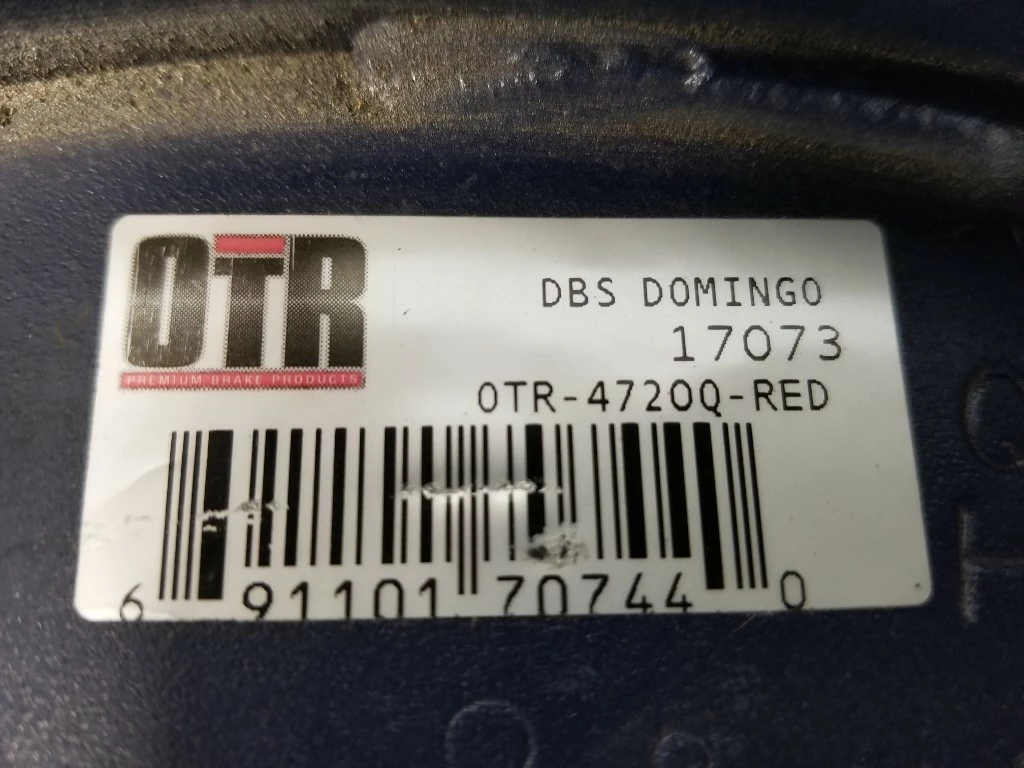 OTR
PREMIUM BRAKE PRODUCTS
DBS DOMINGO
17073
OTR-4720Q-RED
6 91101 70744 0